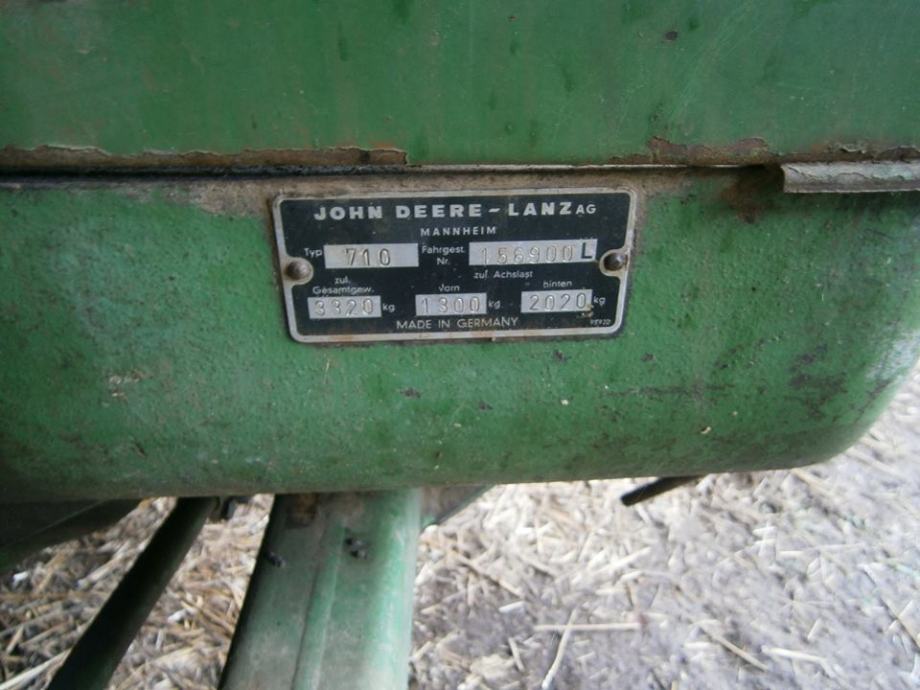 JOHN DEERE-LANZ AG
MANNHEIM
Typ 710 Fahrgest. Nr. 156900 L
zul. Gesamtgew. 3320 kg
zul. Achslast
vorn 1300 kg hinten 2020 kg
MADE IN GERMANY